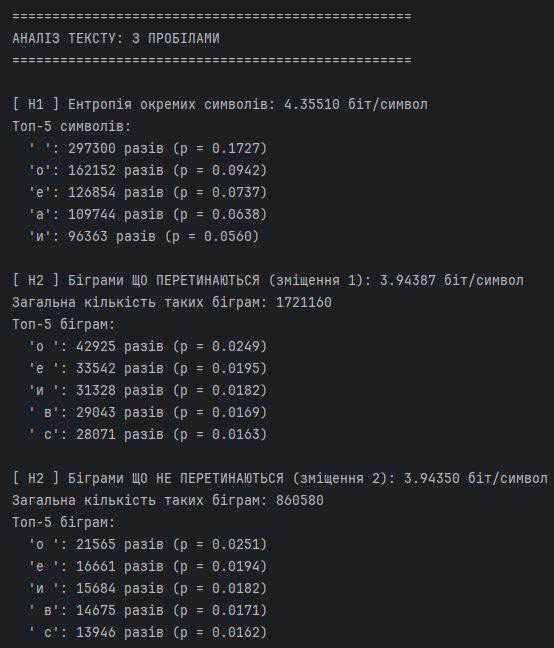 ==================================================
АНАЛІЗ ТЕКСТУ: З ПРОБІЛАМИ
==================================================
[ H1 ] Ентропія окремих символів: 4.35510 біт/символ
Топ-5 символів:
' ': 297300 разів (p = 0.1727)
'о': 162152 разів (p = 0.0942)
'е': 126854 разів (p = 0.0737)
'а': 109744 разів (p = 0.0638)
'и': 96363 разів (p = 0.0560)
[ H2 ] Біграми ЩО ПЕРЕТИНАЮТЬСЯ (зміщення 1): 3.94387 біт/символ
Загальна кількість таких біграм: 1721160
Топ-5 біграм:
'о ': 42925 разів (p = 0.0249)
'е ': 33542 разів (p = 0.0195)
'и ': 31328 разів (p = 0.0182)
' в': 29043 разів (p = 0.0169)
' с': 28071 разів (p = 0.0163)
[ H2 ] Біграми ЩО НЕ ПЕРЕТИНАЮТЬСЯ (зміщення 2): 3.94350 біт/символ
Загальна кількість таких біграм: 860580
Топ-5 біграм:
'о ': 21565 разів (p = 0.0251)
'е ': 16661 разів (p = 0.0194)
'и ': 15684 разів (p = 0.0182)
' в': 14675 разів (p = 0.0171)
' с': 13946 разів (p = 0.0162)